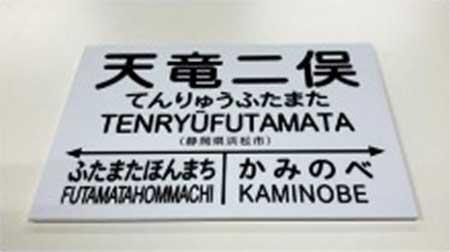 天竜二俣
てんりゅうふたまた
TENRYŪFUTAMATA
(静岡県浜松市)
ふたまたほんまち かみのべ
FUTAMATAHOMMACHI KAMINOBE